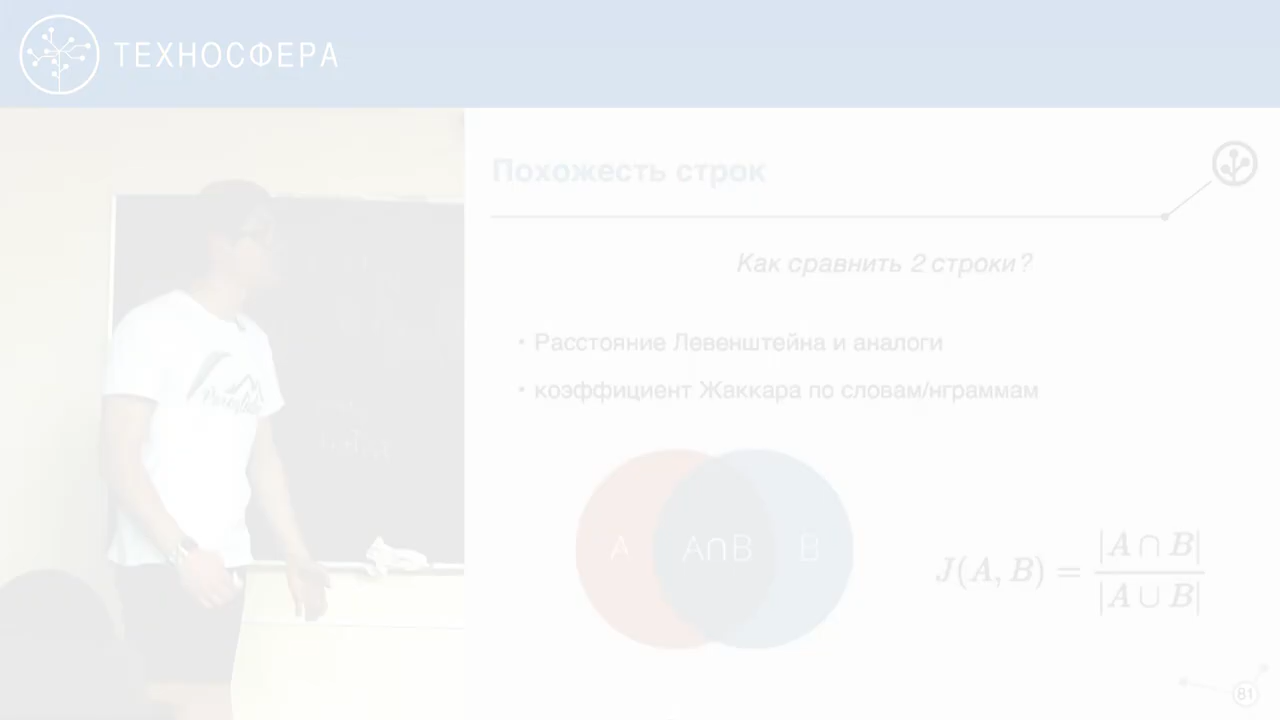 ТЕХНОСФЕРА
Похожесть строк
Как сравнить 2 строки?
• Расстояние Левенштейна и аналоги
• коэффициент Жаккара по словам/нграммам
A A∩B B
J(A, B) = |A ∩ B| / |A ∪ B|
81